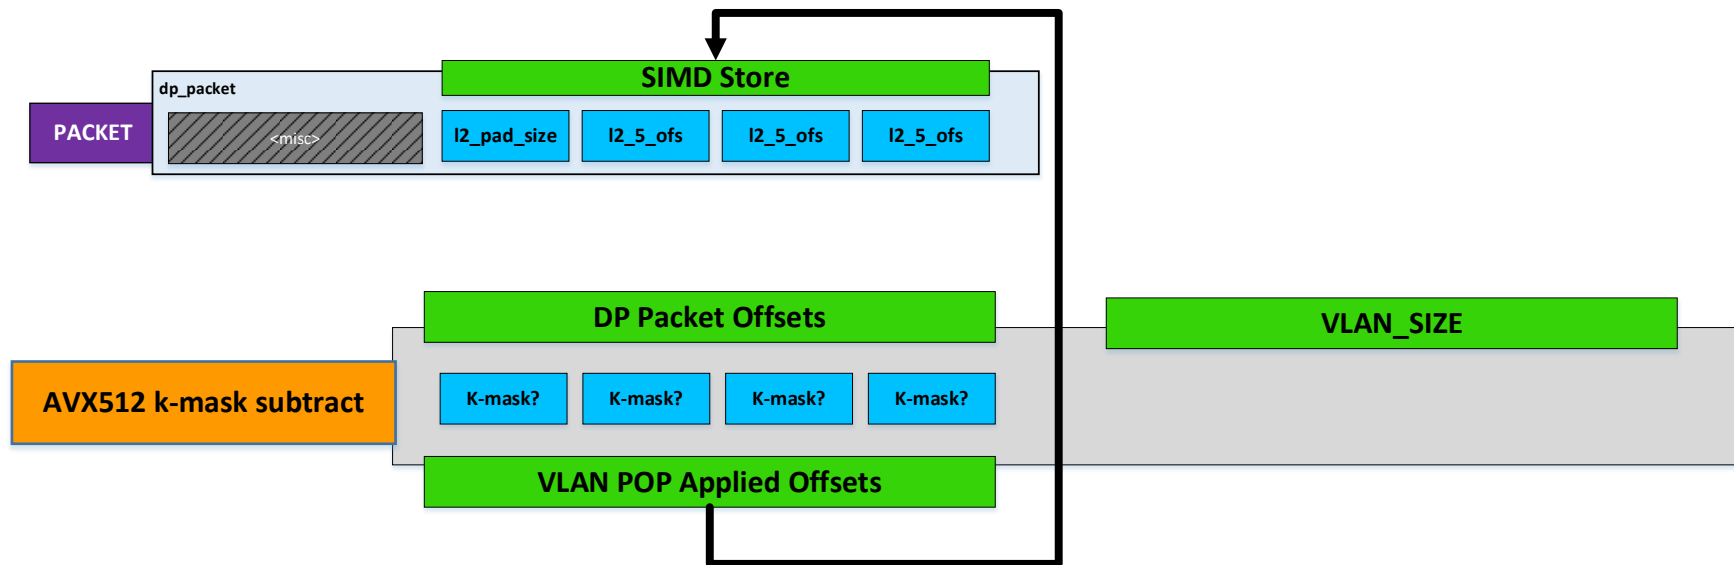 SIMD Store
dp_packet
PACKET
<misc>
l2_pad_size
l2_5_ofs
l2_5_ofs
l2_5_ofs
DP Packet Offsets
VLAN_SIZE
AVX512 k-mask subtract
K-mask?
K-mask?
K-mask?
K-mask?
VLAN POP Applied Offsets